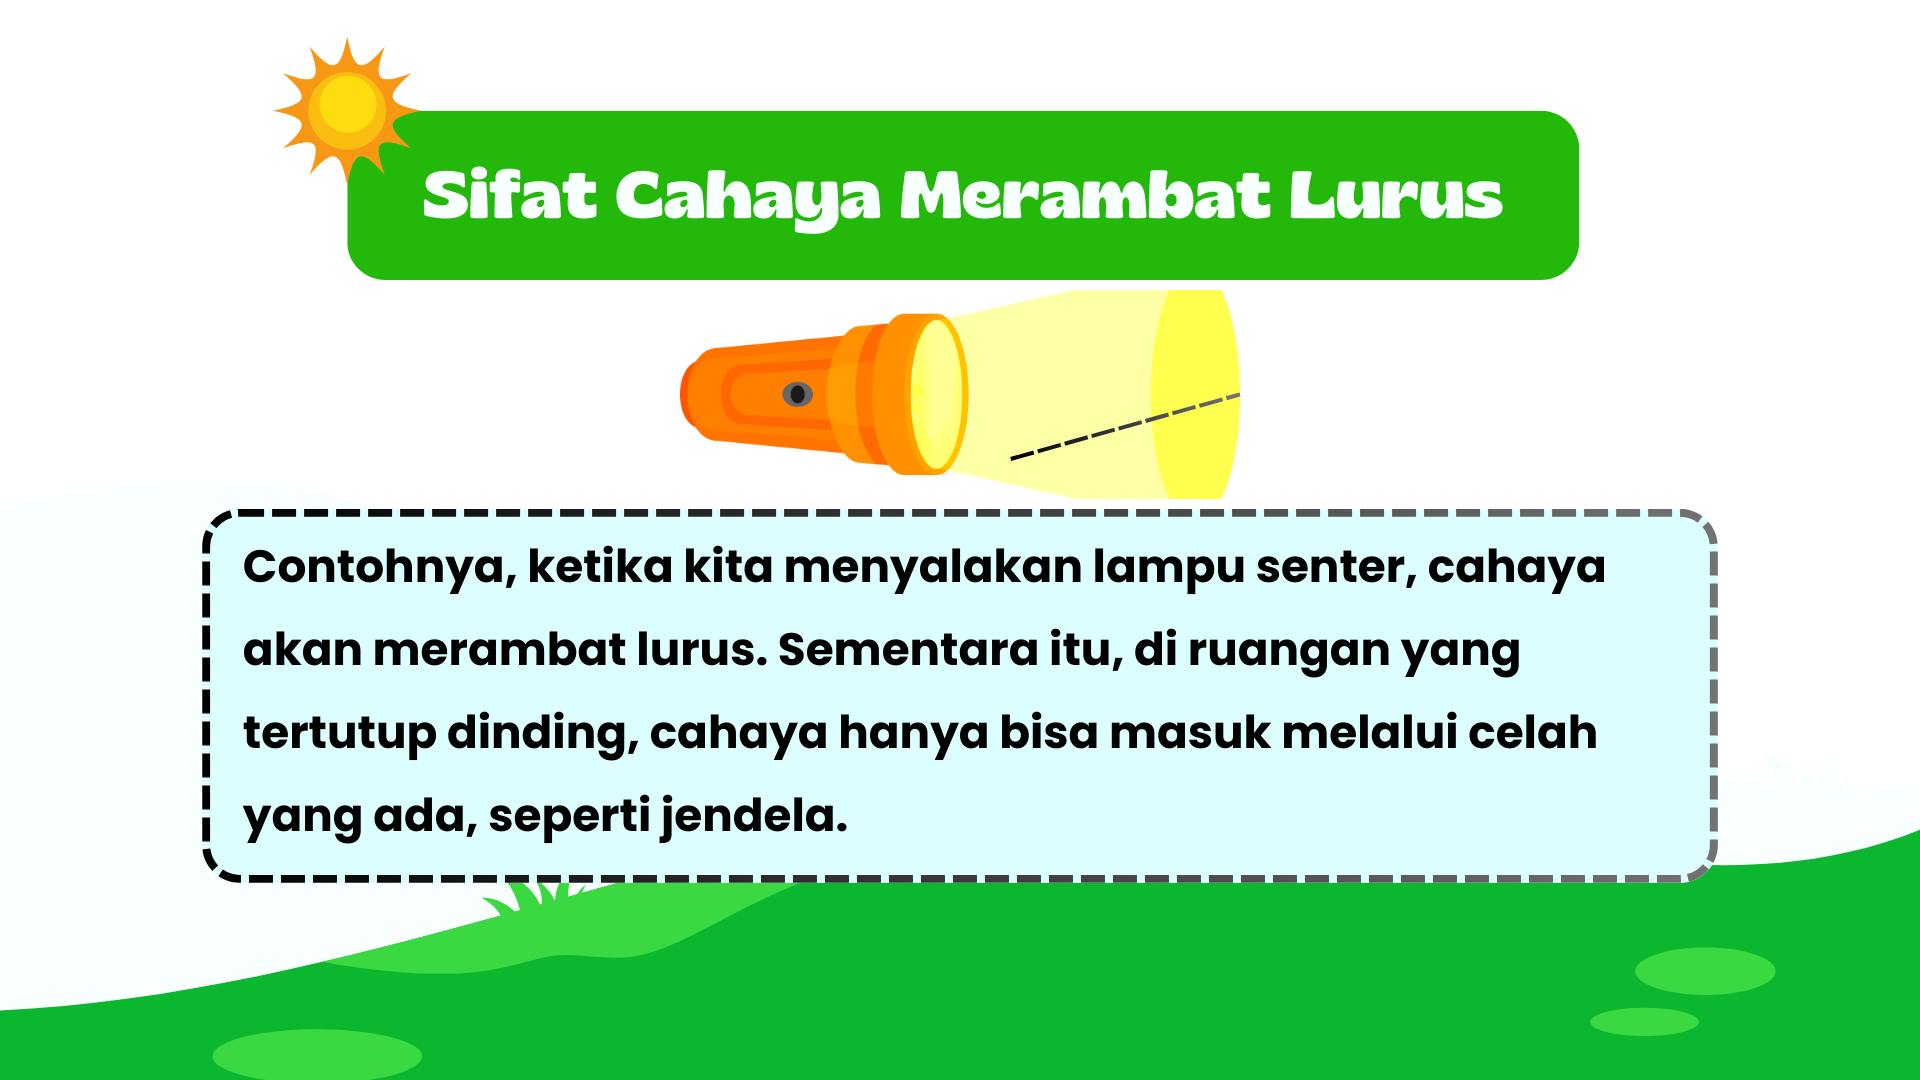 Sifat Cahaya Merambat Lurus
Contohnya, ketika kita menyalakan lampu senter, cahaya
akan merambat lurus. Sementara itu, di ruangan yang
tertutup dinding, cahaya hanya bisa masuk melalui celah
yang ada, seperti jendela.